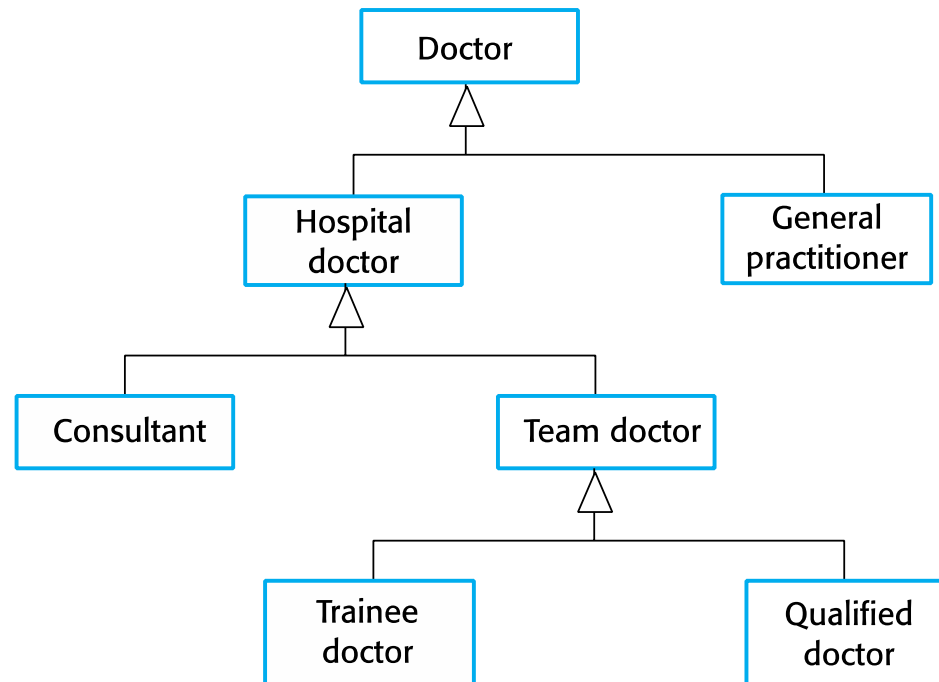 Doctor
Hospital
doctor
General
practitioner
Consultant
Team doctor
Trainee
doctor
Qualified
doctor